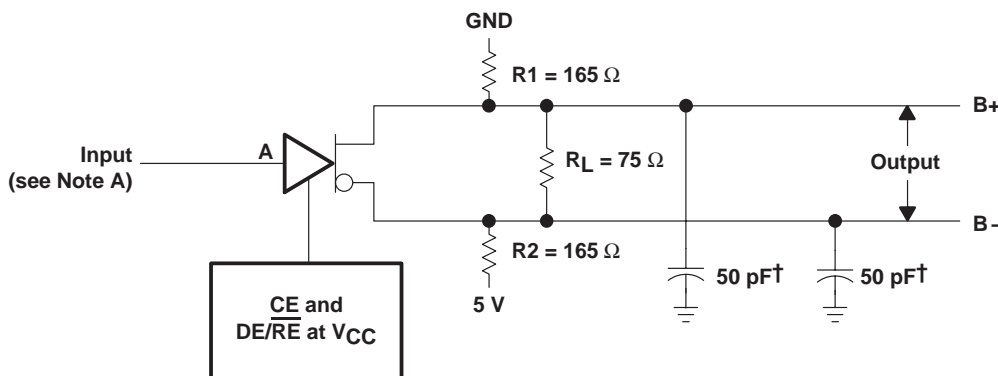 GND
R1 = 165 Ω
B+
A
Input
(see Note A)
RL = 75 Ω
Output
B−
R2 = 165 Ω
5 V
50 pF†
50 pF†
CE and
DE/R̅E̅ at VCC